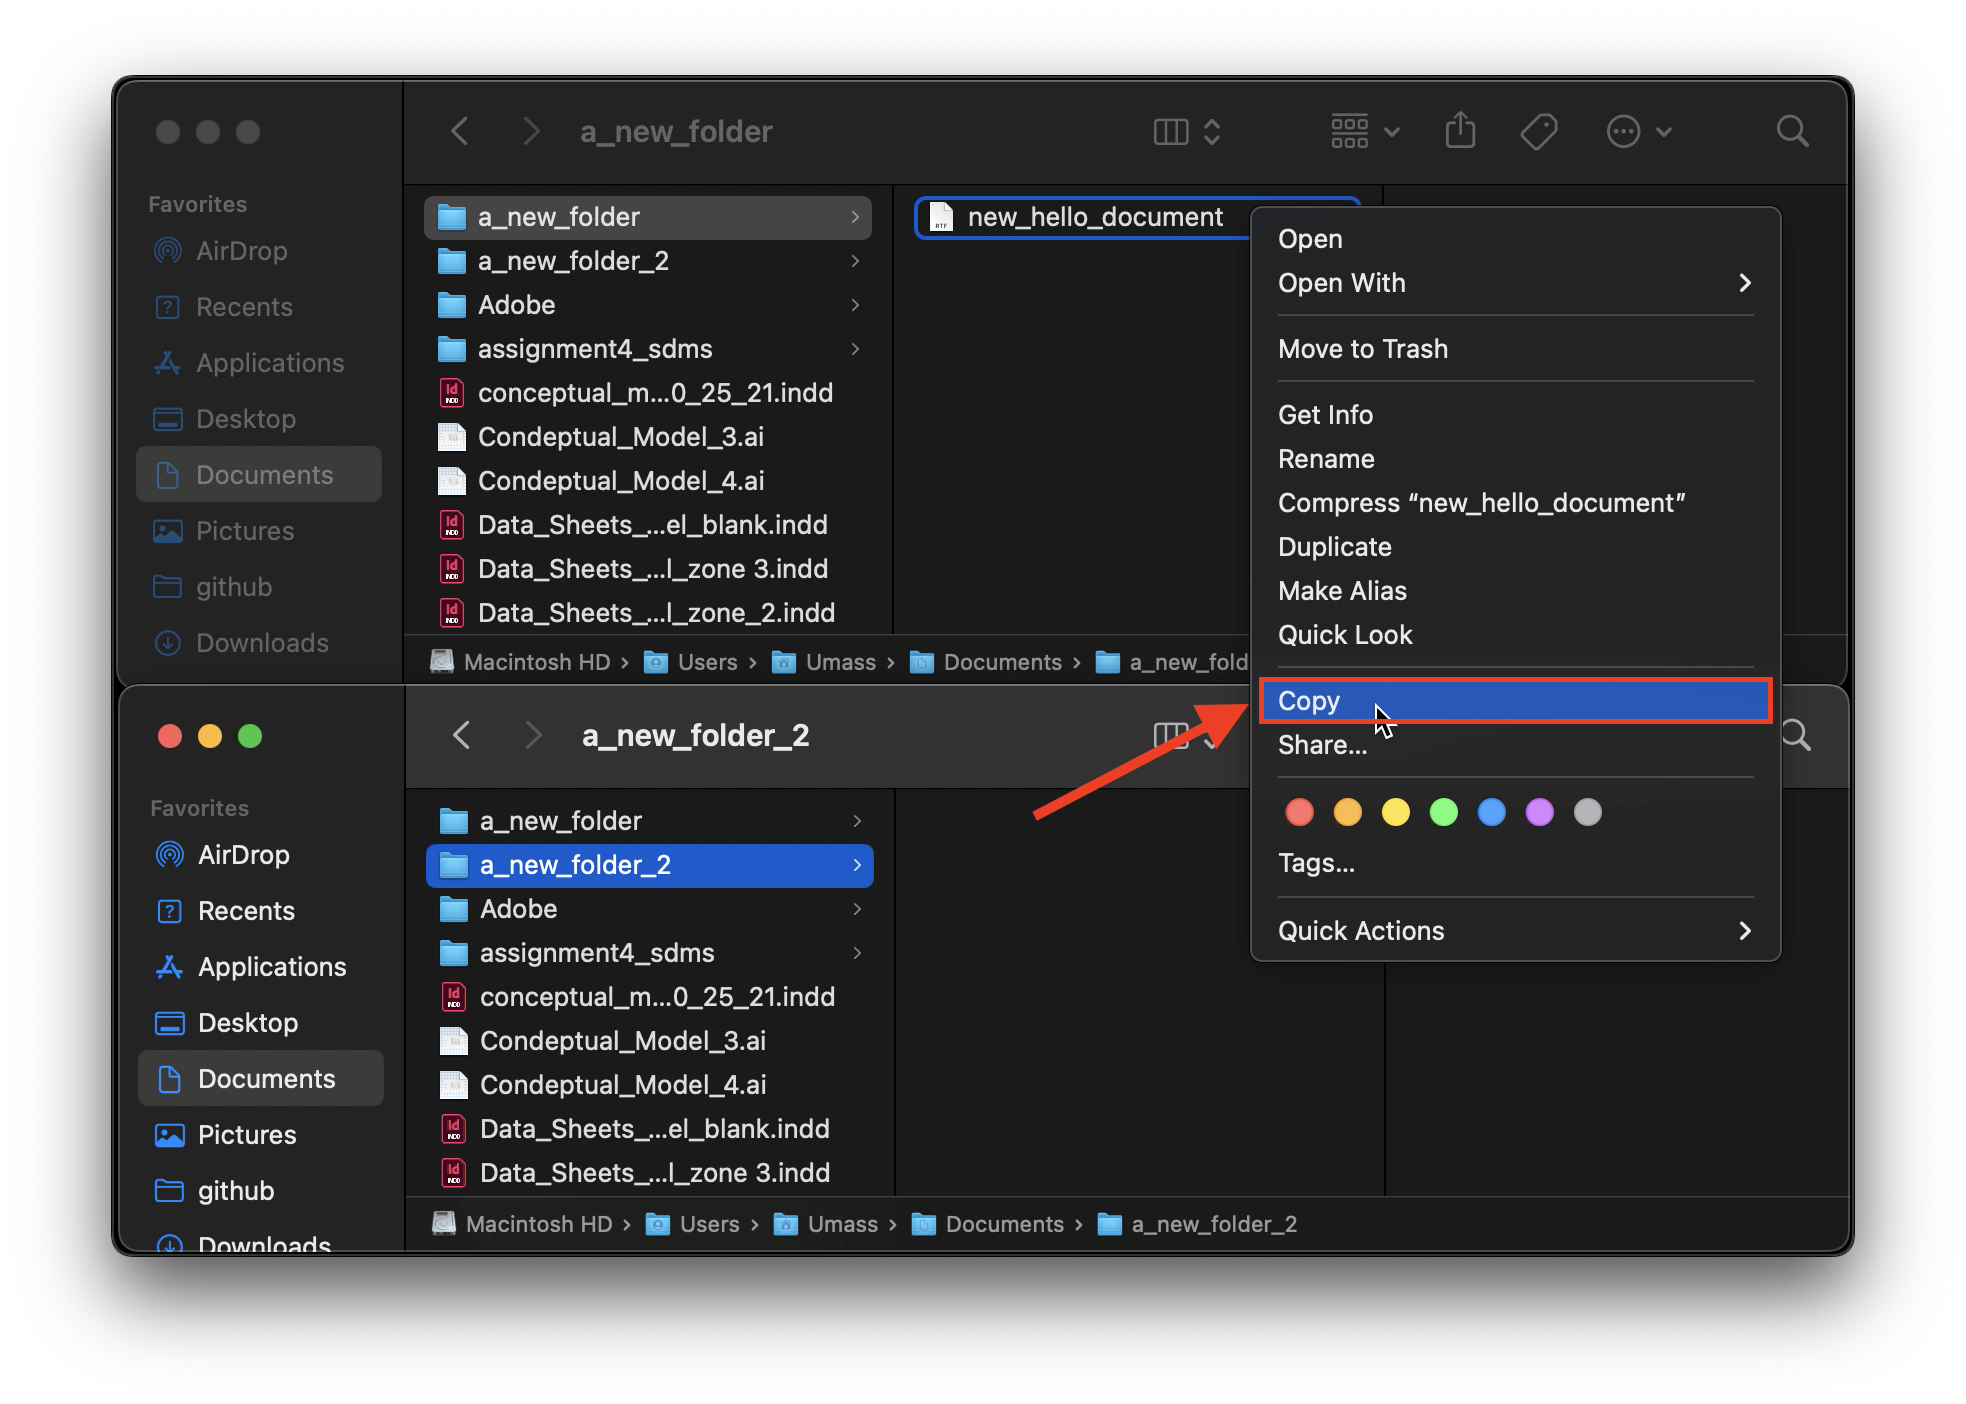 a_new_folder
Favorites
AirDrop
Recents
Applications
Desktop
Documents
Pictures
github
Downloads
a_new_folder
a_new_folder_2
Adobe
assignment4_sdms
conceptual_m...0_25_21.indd
Condeptual_Model_3.ai
Condeptual_Model_4.ai
Data_Sheets_...el_blank.indd
Data_Sheets_...l_zone 3.indd
Data_Sheets_...l_zone_2.indd
new_hello_document
Macintosh HD › Users › Umass › Documents › a_new_fold
Open
Open With
Move to Trash
Get Info
Rename
Compress “new_hello_document”
Duplicate
Make Alias
Quick Look
Copy
Share...
Tags...
Quick Actions
a_new_folder_2
Favorites
AirDrop
Recents
Applications
Desktop
Documents
Pictures
github
Downloads
a_new_folder
a_new_folder_2
Adobe
assignment4_sdms
conceptual_m...0_25_21.indd
Condeptual_Model_3.ai
Condeptual_Model_4.ai
Data_Sheets_...el_blank.indd
Data_Sheets_...l_zone 3.indd
Macintosh HD › Users › Umass › Documents › a_new_folder_2